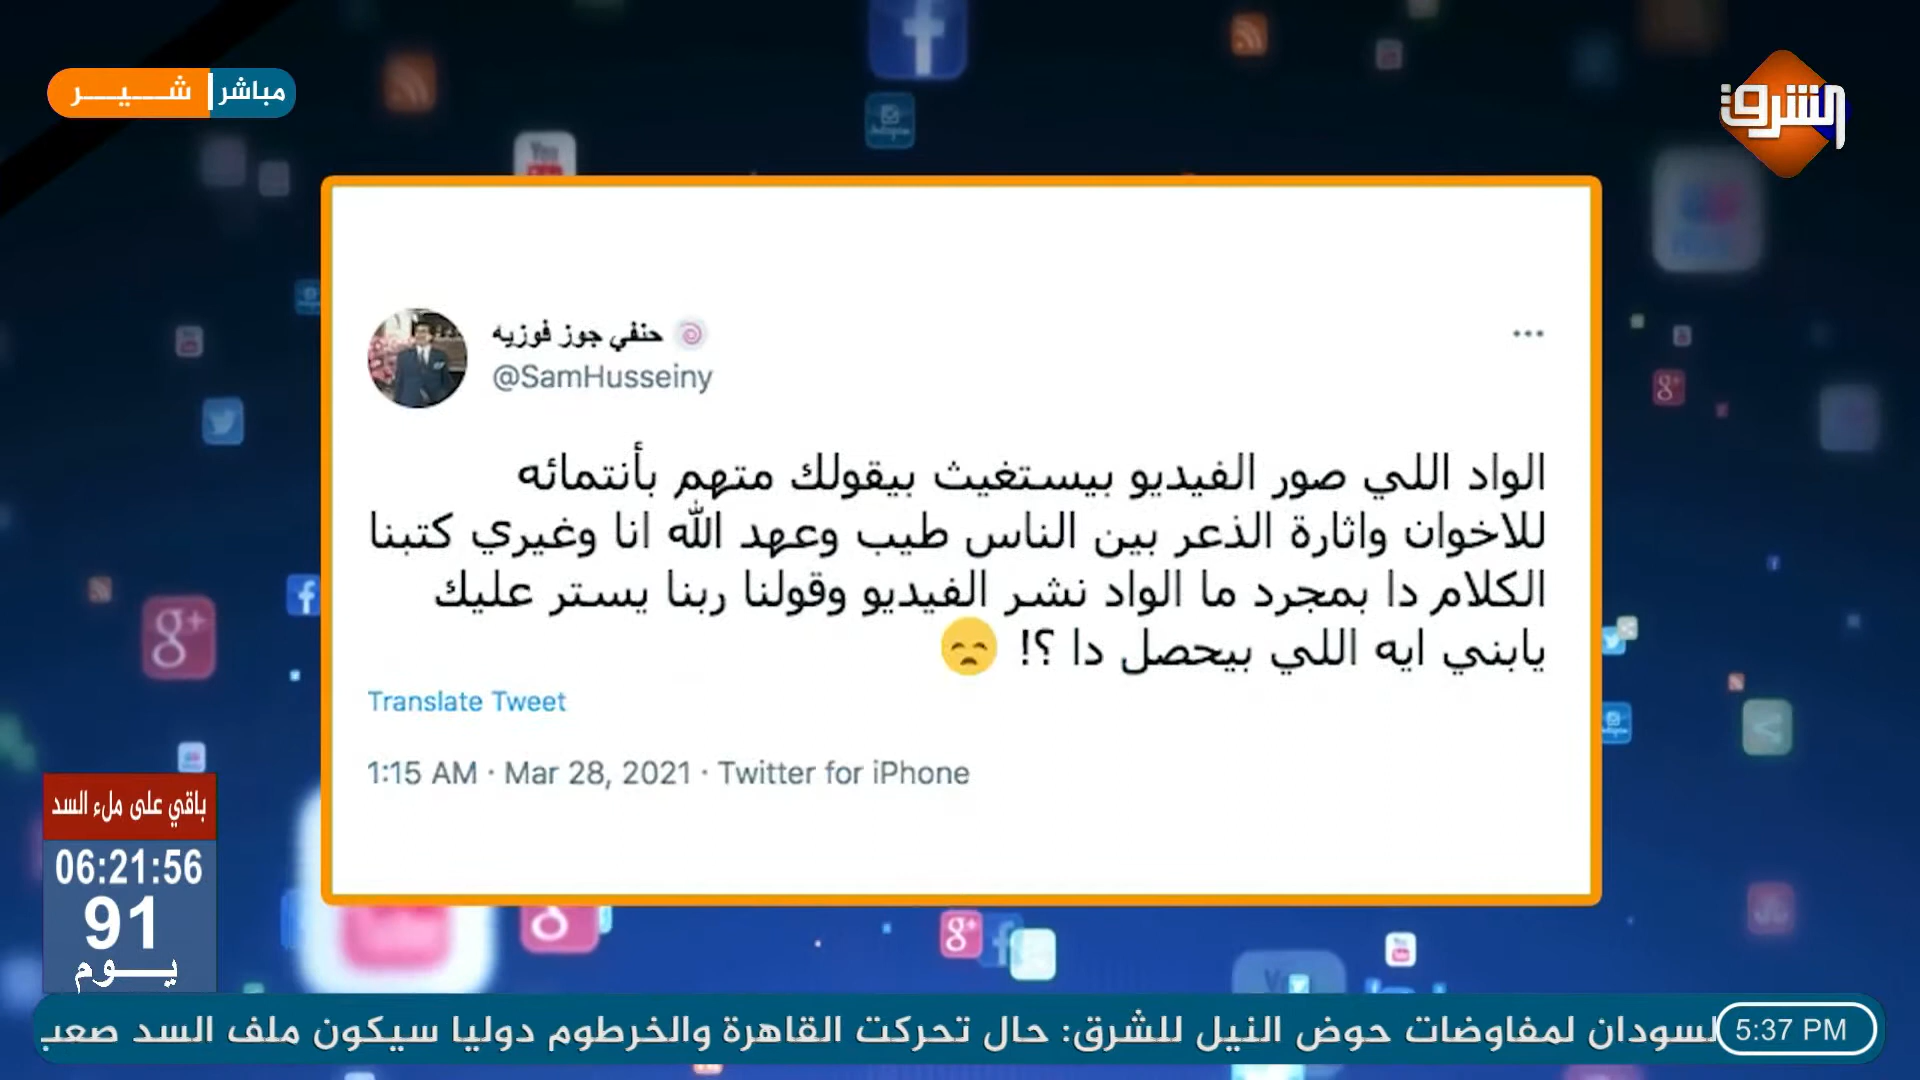 مباشر
شـــيـــر
الشرق
حنفي جوز فوزيه
@SamHusseiny
الواد اللي صور الفيديو بيستغيث بيقولك متهم بأنتمائه
للاخوان واثارة الذعر بين الناس طيب وعهد الله انا وغيري كتبنا
الكلام دا بمجرد ما الواد نشر الفيديو وقولنا ربنا يستر عليك
يابني ايه اللي بيحصل دا ؟!
Translate Tweet
1:15 AM · Mar 28, 2021 · Twitter for iPhone
باقي على ملء السد
06:21:56
91
يـــوم
لسودان لمفاوضات حوض النيل للشرق: حال تحركت القاهرة والخرطوم دوليا سيكون ملف السد صعب
5:37 PM